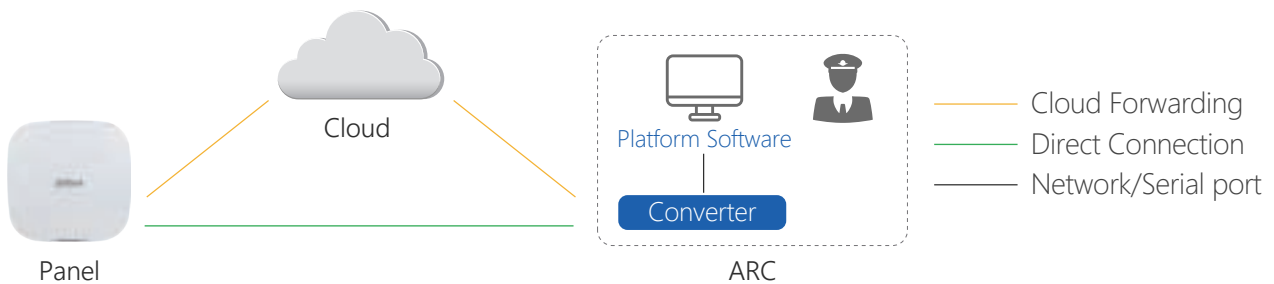 Cloud
Platform Software
Converter
Panel
ARC
Cloud Forwarding
Direct Connection
Network/Serial port